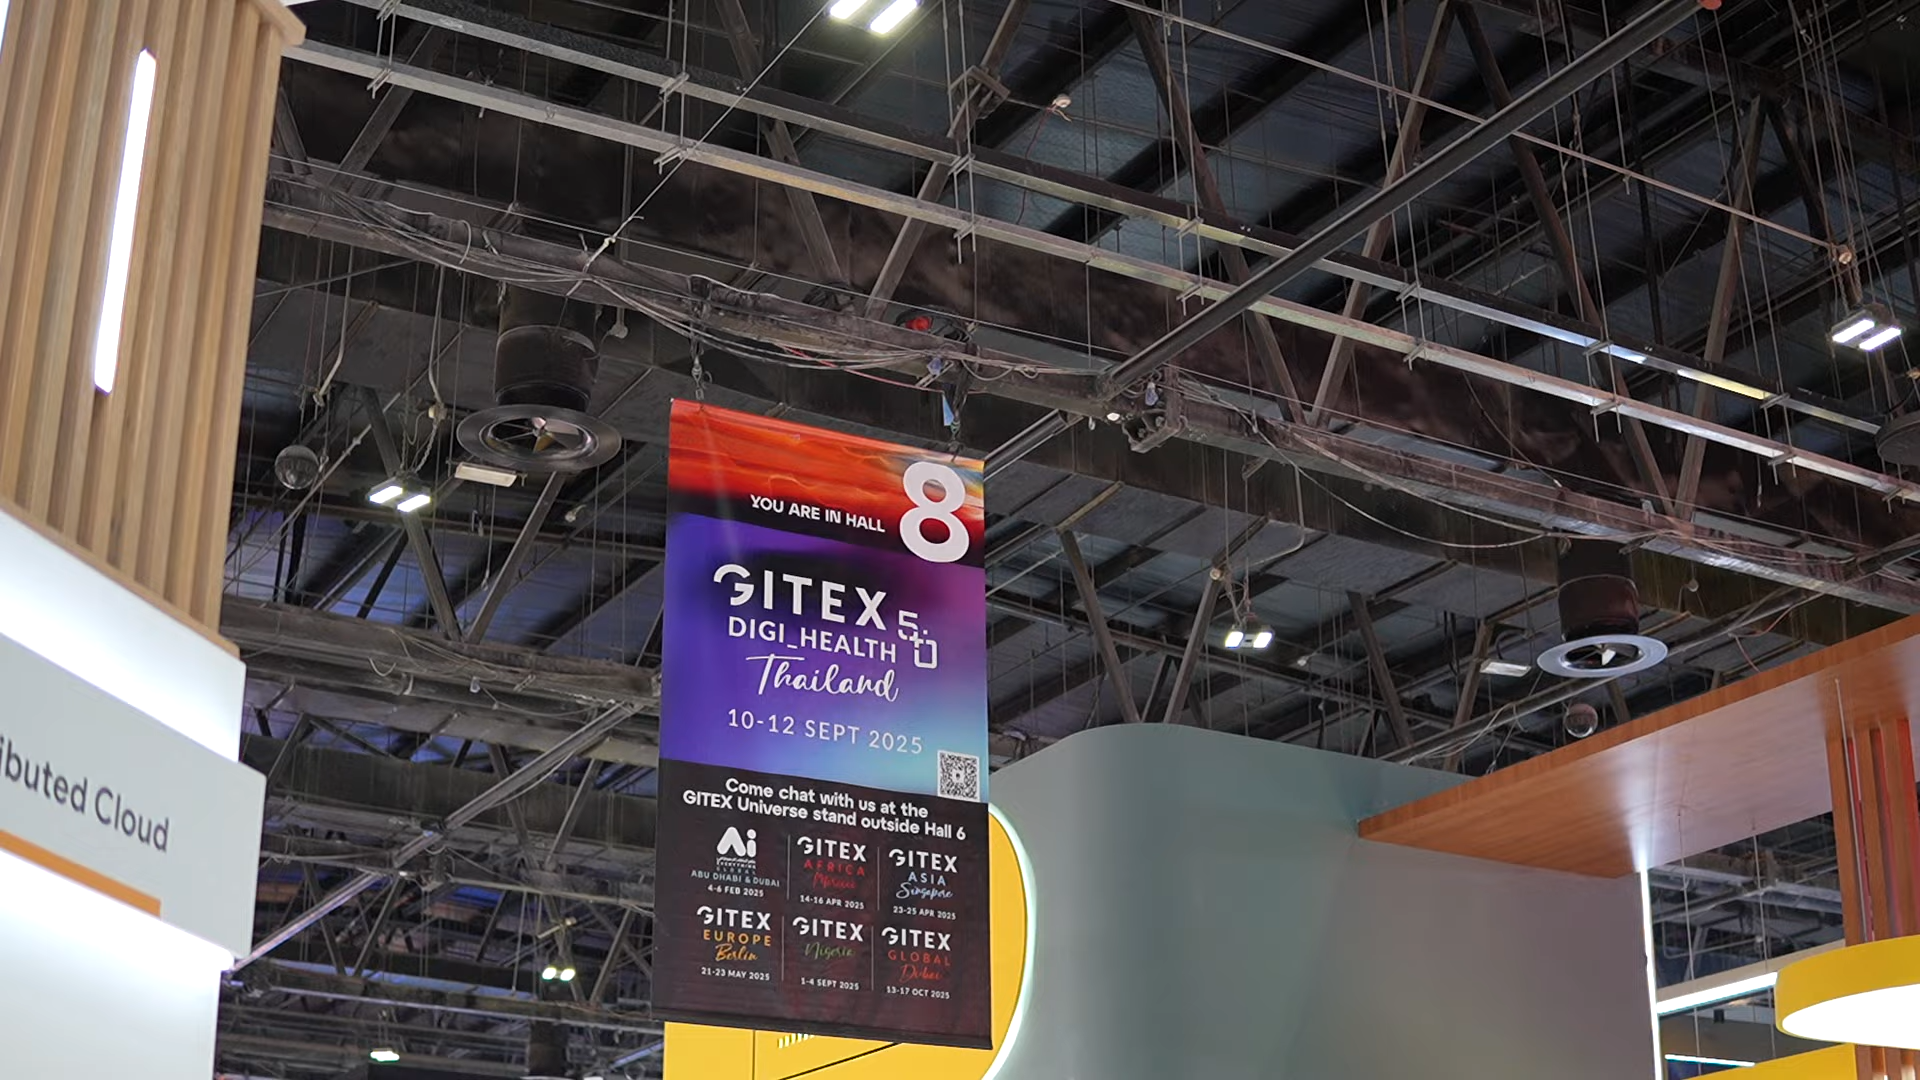 ibuted Cloud
YOU ARE IN HALL 8
GITEX
DIGI_HEALTH 5.0
Thailand
10-12 SEPT 2025
Come chat with us at the
GITEX Universe stand outside Hall 6
Ai
EVERYTHING
GLOBAL
ABU DHABI & DUBAI
4-6 FEB 2025
GITEX
AFRICA
Morocco
14-16 APR 2025
GITEX
ASIA
Singapore
23-25 APR 2025
GITEX
EUROPE
Berlin
21-23 MAY 2025
GITEX
Nigeria
1-4 SEPT 2025
GITEX
GLOBAL
Dubai
13-17 OCT 2025